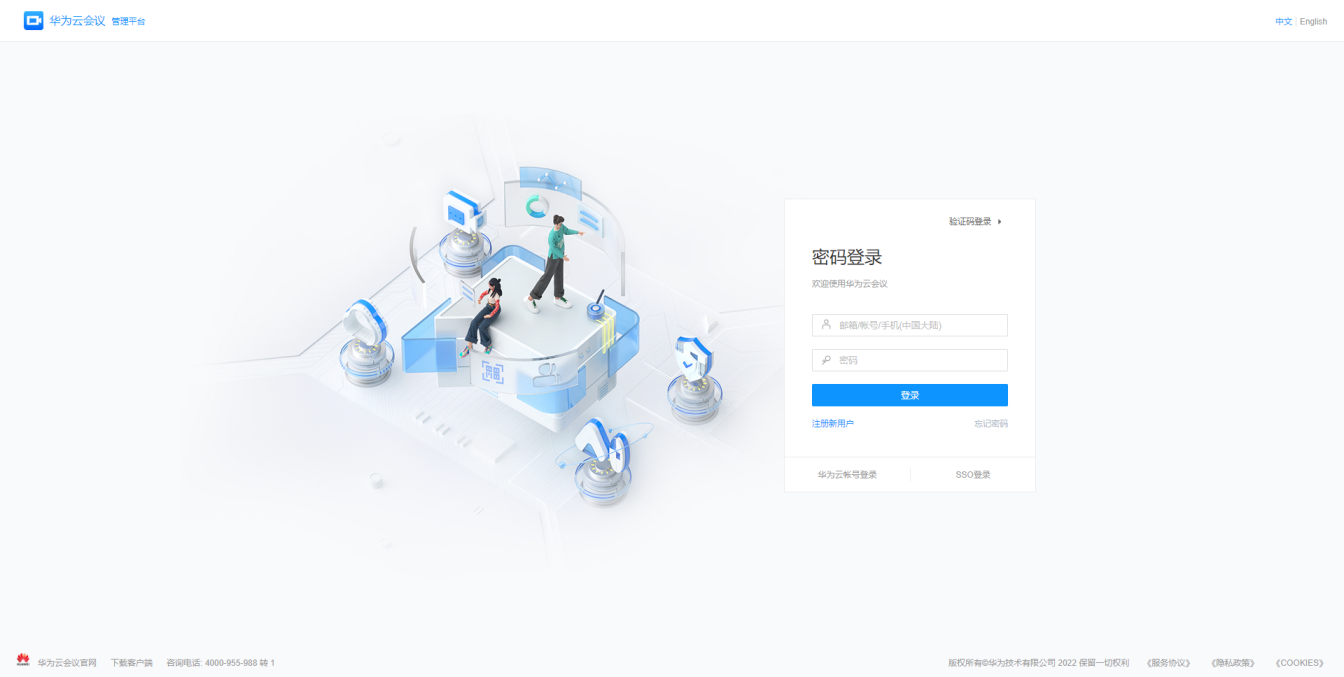 华为云会议 管理平台
中文 English
验证码登录
密码登录
欢迎使用华为云会议
邮箱/帐号/手机(中国大陆)
密码
登录
注册新用户 忘记密码
华为云帐号登录 SSO登录
HUAWEI 华为云会议官网 下载客户端 咨询电话: 4000-955-988 转 1 版权所有©华为技术有限公司 2022 保留一切权利 《服务协议》 《隐私政策》 《COOKIES》